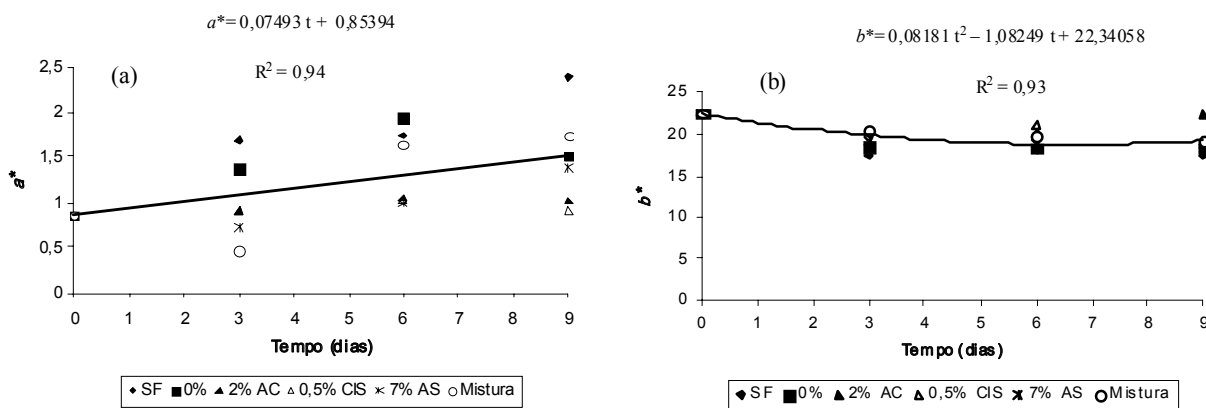 a*= 0,07493 t + 0,85394
R² = 0,94
(a)
2,5
2
1,5
1
0,5
0
a*
0 1 2 3 4 5 6 7 8 9
Tempo (dias)
SF 0% 2% AC 0,5% CIS 7% AS Mistura
b*= 0,08181 t² – 1,08249 t + 22,34058
R² = 0,93
(b)
25
20
15
10
5
0
b*
0 1 2 3 4 5 6 7 8 9
Tempo (dias)
SF 0% 2% AC 0,5% CIS 7% AS Mistura